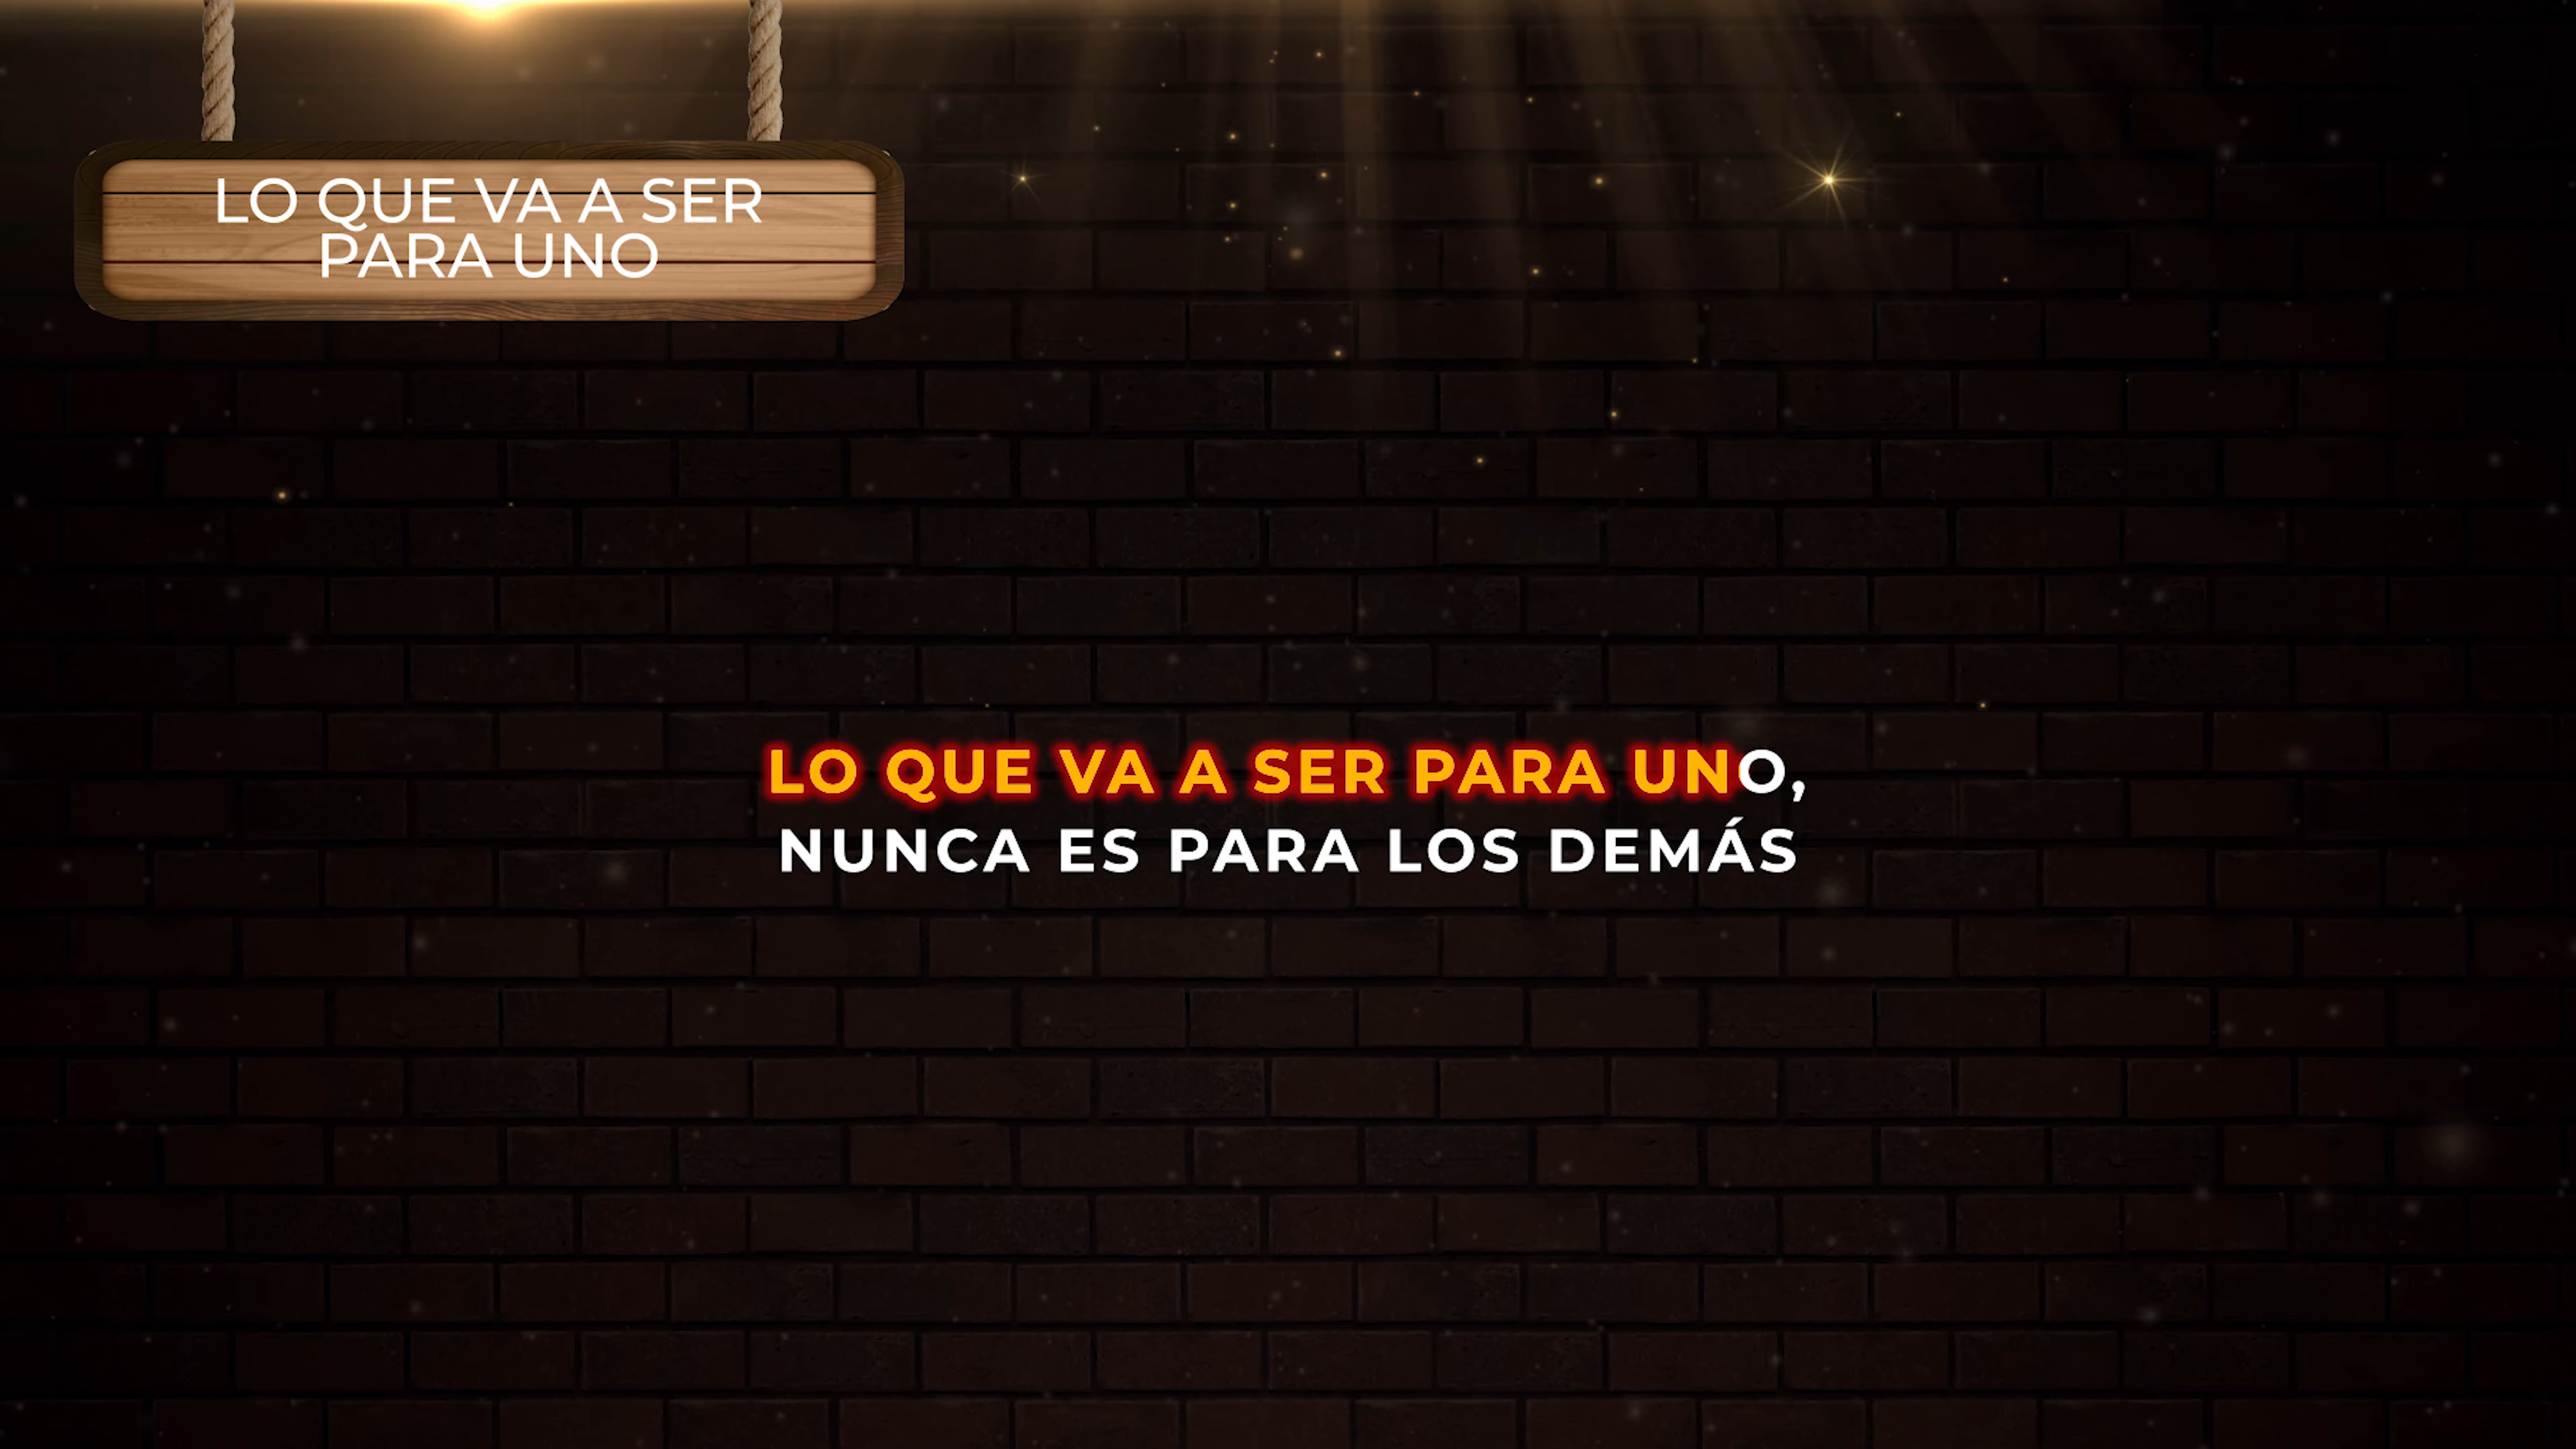 LO QUE VA A SER
PARA UNO
LO QUE VA A SER PARA UNO,
NUNCA ES PARA LOS DEMÁS